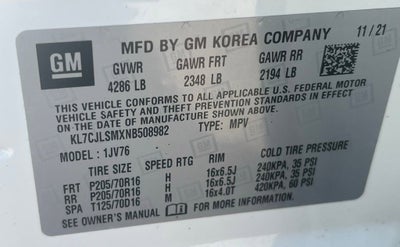 GM
MFD BY GM KOREA COMPANY 11/21
GVWR GAWR FRT GAWR RR
4286 LB 2348 LB 2194 LB
THIS VEHICLE CONFORMS TO ALL APPLICABLE U.S. FEDERAL MOTOR
VEHICLE SAFETY, BUMPER, AND THEFT PREVENTION STANDARDS
IN EFFECT ON THE DATE OF MANUFACTURE SHOWN ABOVE.
KL7CJLSMXNB508982 TYPE: MPV
MODEL: 1JV76
TIRE SIZE SPEED RTG RIM COLD TIRE PRESSURE
FRT P205/70R16 H 16x6.5J 240KPA, 35 PSI
RR P205/70R16 H 16x6.5J 240KPA, 35 PSI
SPA T125/70D16 M 16x4.0T 420KPA, 60 PSI
SEE OWNER'S MANUAL FOR ADDITIONAL INFORMATION.